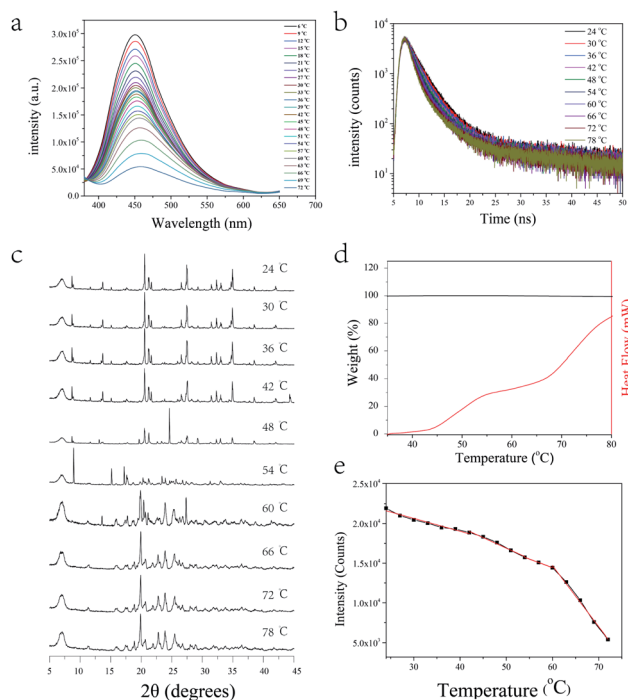 a
3.0x10⁵
2.5x10⁵
2.0x10⁵
1.5x10⁵
1.0x10⁵
5.0x10⁴
0.0
intensity (a.u.)
400 450 500 550 600 650 700
Wavelength (nm)
6 °C
9 °C
12 °C
15 °C
18 °C
21 °C
24 °C
27 °C
30 °C
33 °C
36 °C
39 °C
42 °C
45 °C
48 °C
51 °C
54 °C
57 °C
60 °C
63 °C
66 °C
69 °C
72 °C
b
10⁴
10³
10²
10¹
intensity (counts)
5 10 15 20 25 30 35 40 45 50
Time (ns)
24 °C
30 °C
36 °C
42 °C
48 °C
54 °C
60 °C
66 °C
72 °C
78 °C
c
24 °C
30 °C
36 °C
42 °C
48 °C
54 °C
60 °C
66 °C
72 °C
78 °C
5 10 15 20 25 30 35 40 45
2θ (degrees)
d
120
100
80
60
40
20
0
Weight (%)
Heat Flow (mW)
40 50 60 70 80
Temperature (°C)
e
2.5x10⁴
2.0x10⁴
1.5x10⁴
1.0x10⁴
5.0x10³
Intensity (Counts)
30 40 50 60 70
Temperature (°C)